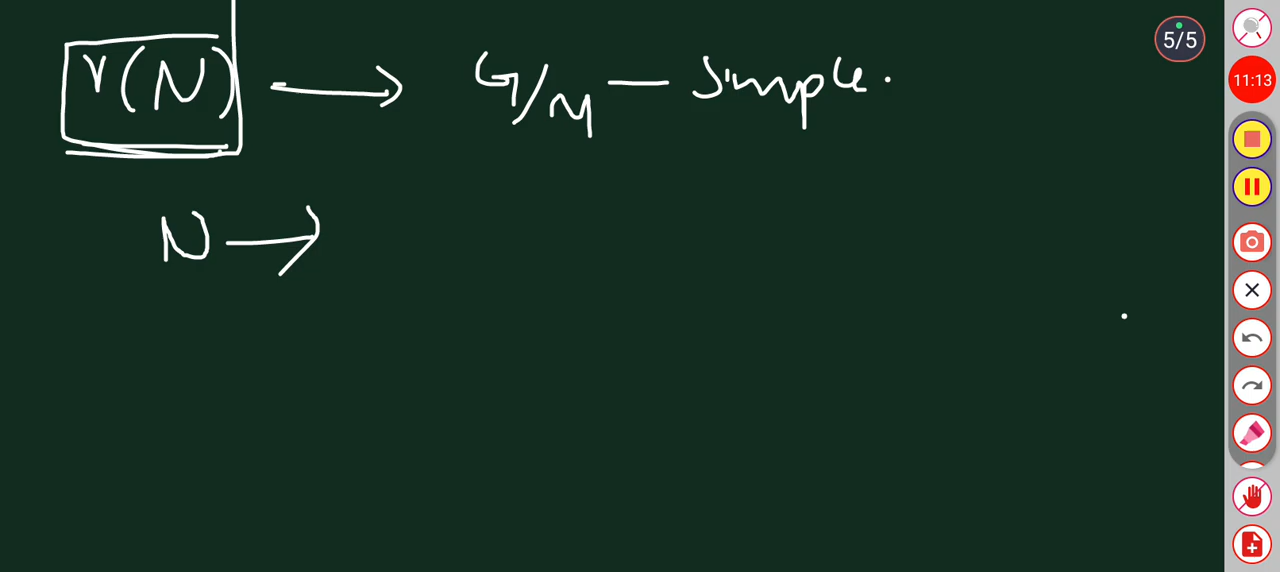 r(N) → G/M — Simple.
N →
5/5
11:13